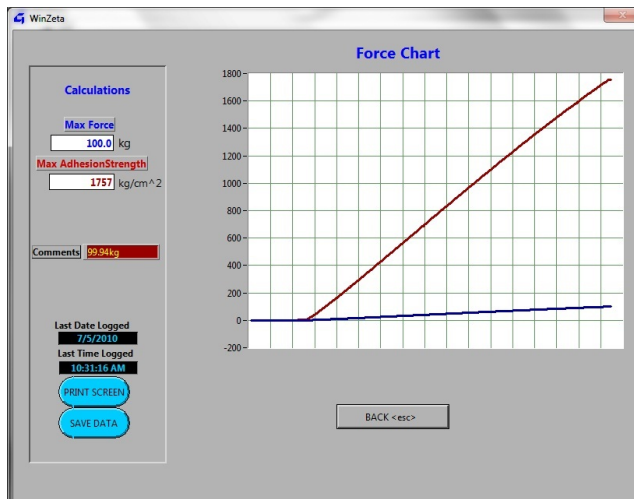 WinZeta
Force Chart
Calculations
Max Force
100.0 kg
Max AdhesionStrength
1757 kg/cm^2
Comments 99.94kg
Last Date Logged
7/5/2010
Last Time Logged
10:31:16 AM
PRINT SCREEN
SAVE DATA
1800
1600
1400
1200
1000
800
600
400
200
0
-200
BACK <esc>